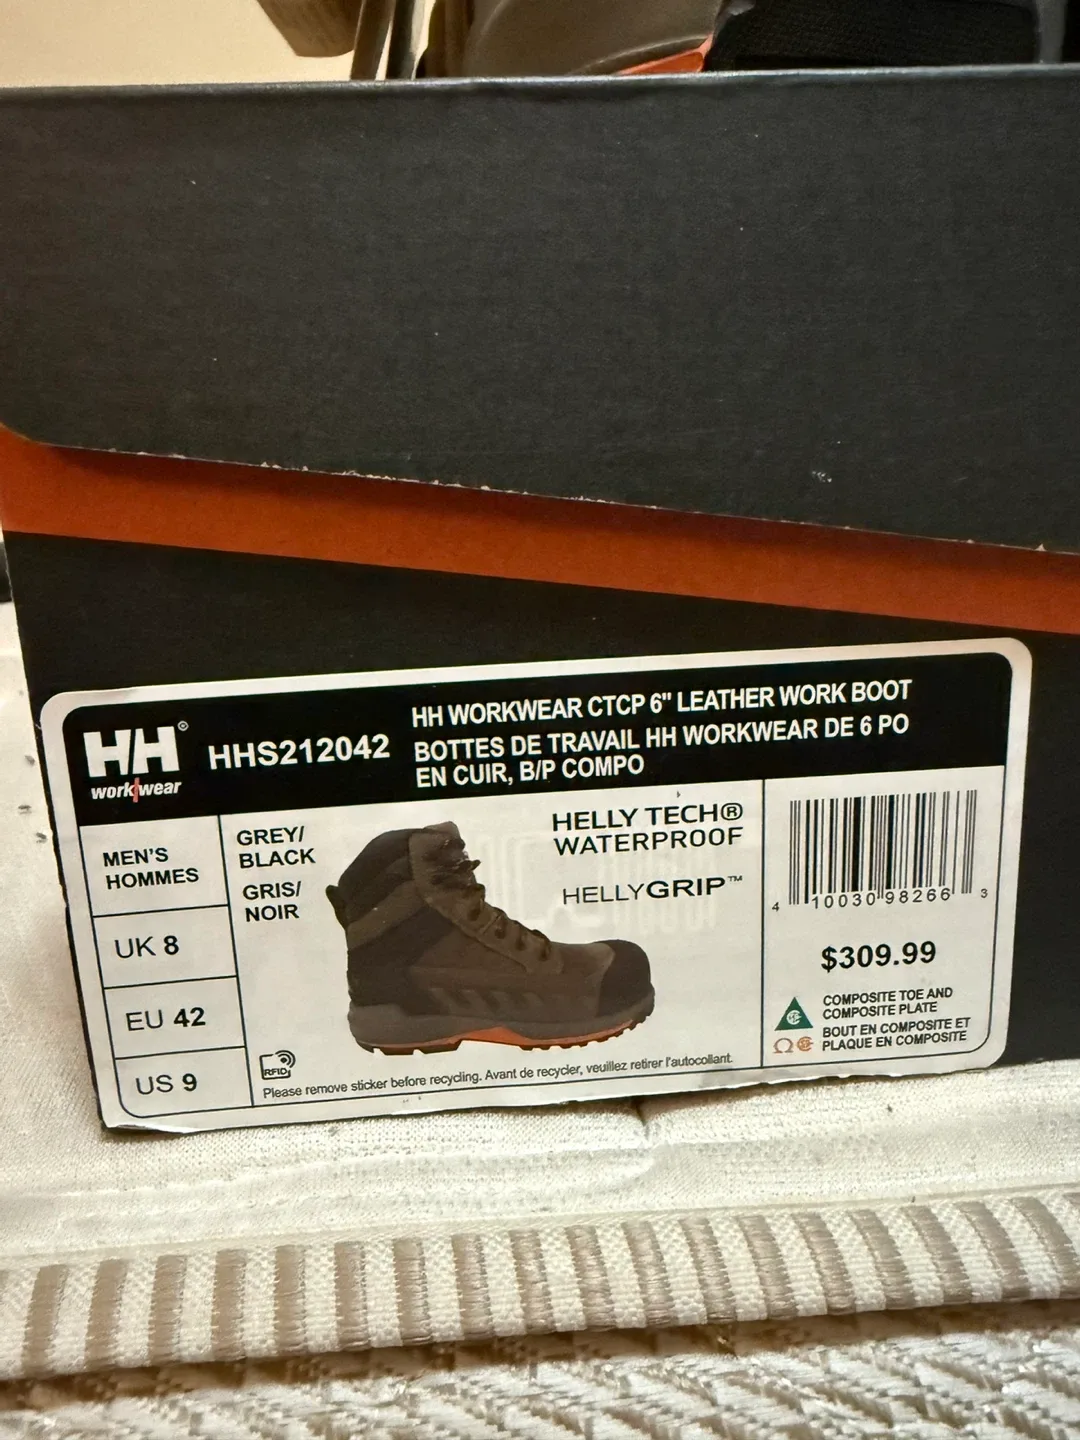 HH®
workwear
HHS212042
HH WORKWEAR CTCP 6" LEATHER WORK BOOT
BOTTES DE TRAVAIL HH WORKWEAR DE 6 PO
EN CUIR, B/P COMPO
MEN'S
HOMMES
UK 8
EU 42
US 9
GREY/
BLACK
GRIS/
NOIR
HELLY TECH®
WATERPROOF
HELLYGRIP™
RFID
Please remove sticker before recycling. Avant de recycler, veuillez retirer l'autocollant.
4 10030 98266 3
$309.99
COMPOSITE TOE AND
COMPOSITE PLATE
BOUT EN COMPOSITE ET
PLAQUE EN COMPOSITE